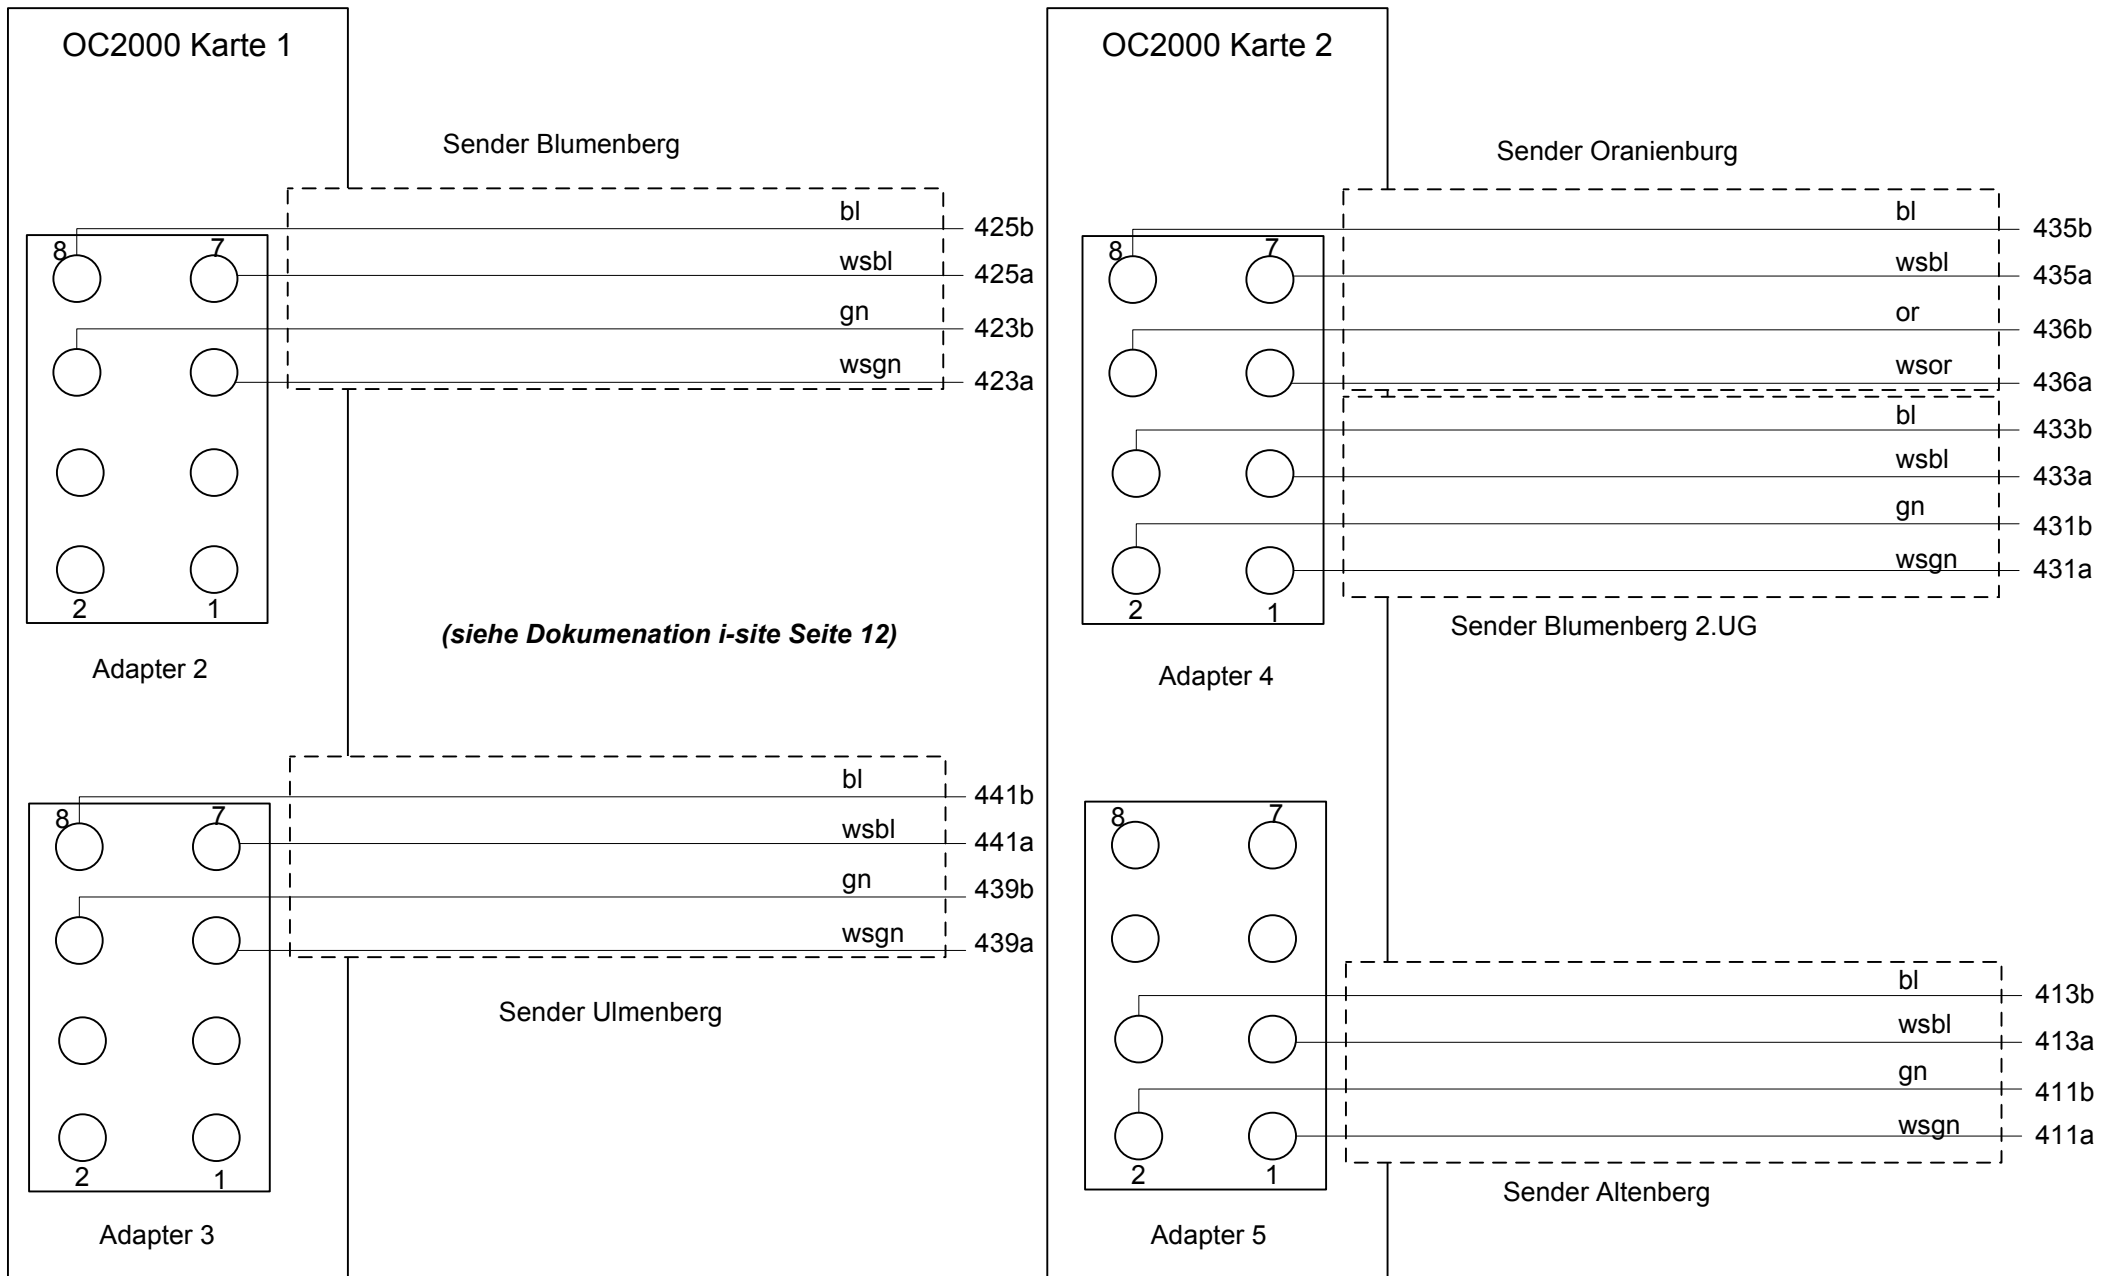 OC2000 Karte 1
Sender Blumenberg
8
7
bl
425b
wsbl
425a
gn
423b
wsgn
423a
2
1
Adapter 2
(siehe Dokumenation i-site Seite 12)
8
7
bl
441b
wsbl
441a
gn
439b
wsgn
439a
2
1
Sender Ulmenberg
Adapter 3
OC2000 Karte 2
Sender Oranienburg
8
7
bl
435b
wsbl
435a
or
436b
wsor
436a
bl
433b
wsbl
433a
gn
431b
wsgn
431a
2
1
Sender Blumenberg 2.UG
Adapter 4
8
7
bl
413b
wsbl
413a
gn
411b
wsgn
411a
2
1
Sender Altenberg
Adapter 5